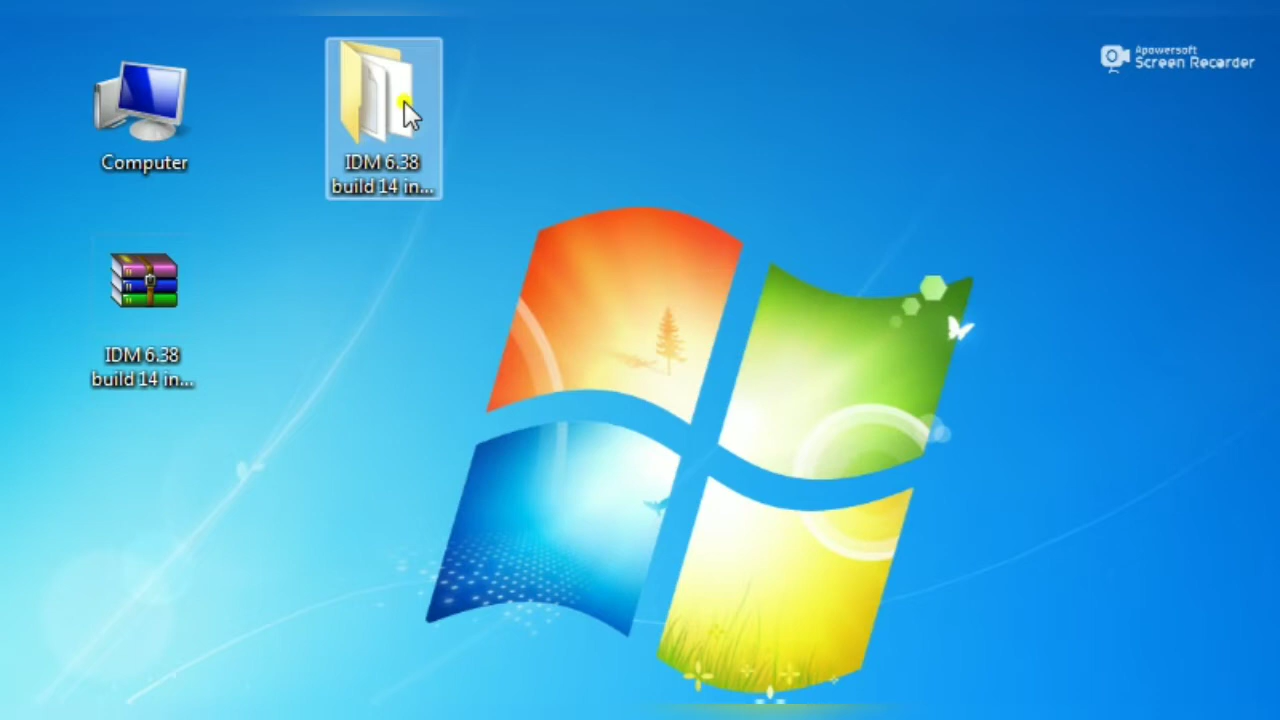 Apowersoft
Screen Recorder
Computer
IDM 6.38
build 14 in...
IDM 6.38
build 14 in...